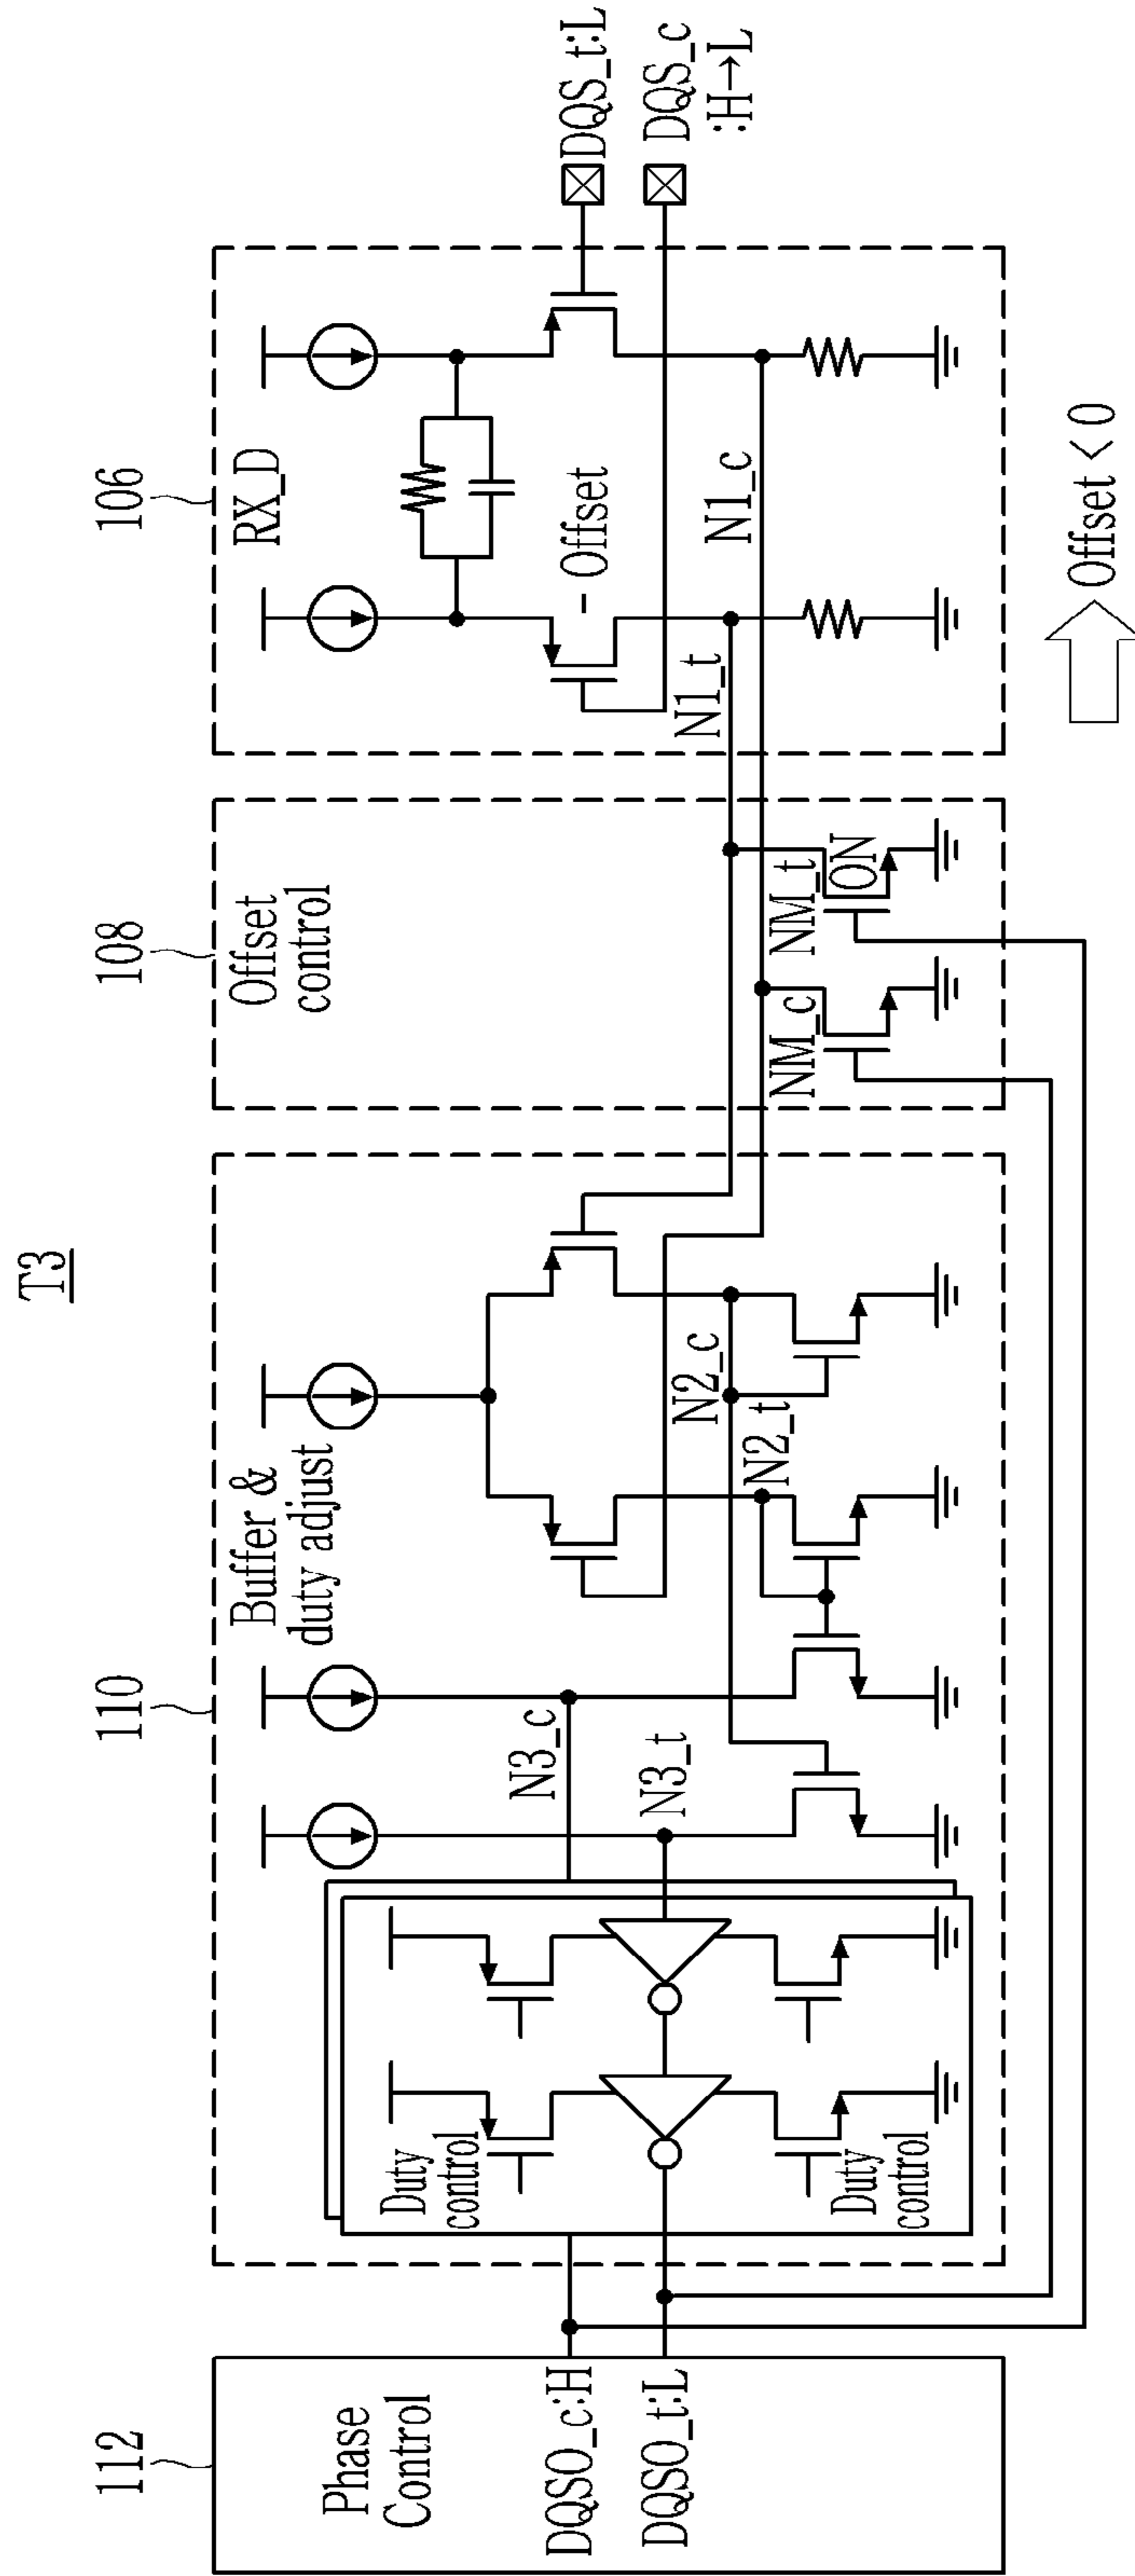 T3
112
110
108
106
Phase
Control
DQSO_c:H
DQSO_t:L
Buffer &
duty adjust
Duty
control
Duty
control
N3_c
N3_t
N2_c
N2_t
Offset
control
NM_c
NM_t
ON
RX_D
- Offset
N1_t
N1_c
DQS_t:L
DQS_c
:H→L
Offset < 0